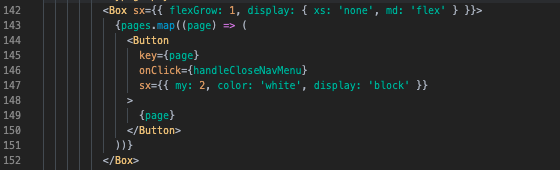 142 <Box sx={{ flexGrow: 1, display: { xs: 'none', md: 'flex' } }}>
143 {pages.map((page) => (
144 <Button
145 key={page}
146 onClick={handleCloseNavMenu}
147 sx={{ my: 2, color: 'white', display: 'block' }}
148 >
149 {page}
150 </Button>
151 ))}
152 </Box>